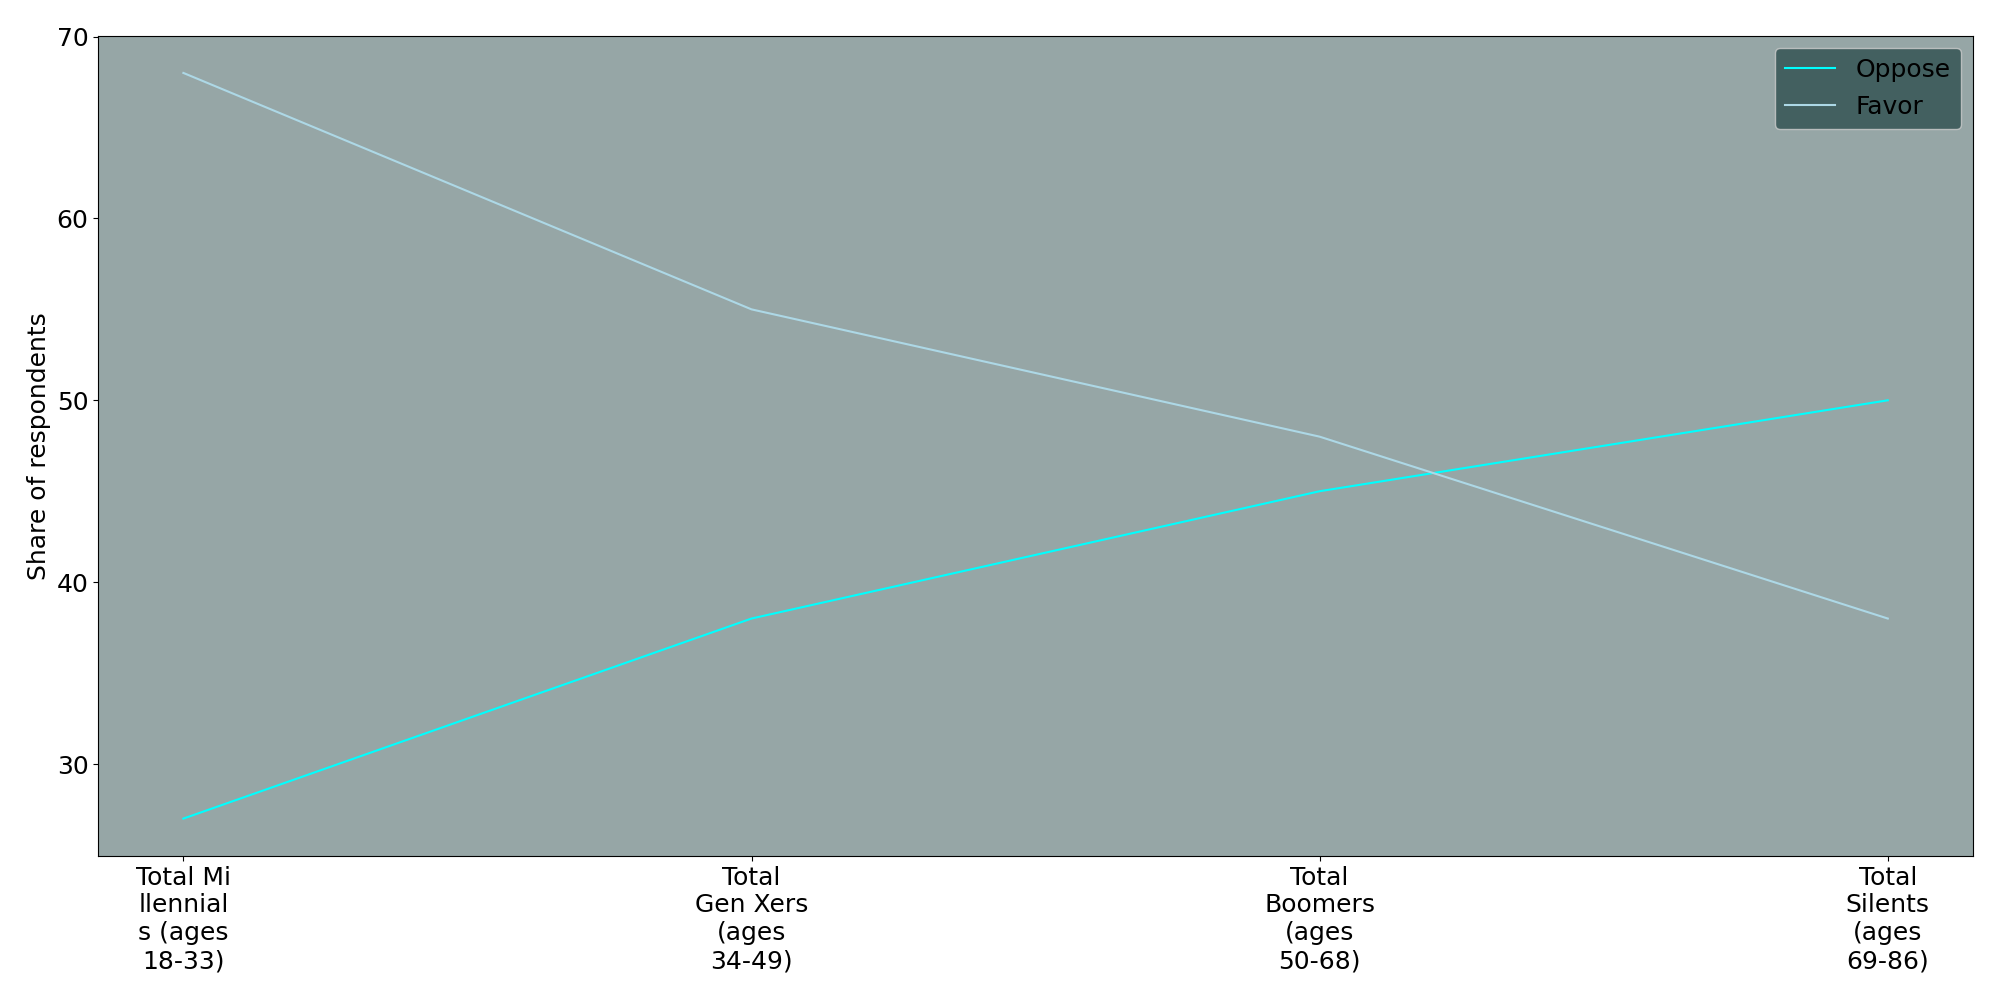 70
60
50
40
30
Share of respondents
Oppose
Favor
Total Mi
llennial
s (ages
18-33)
Total
Gen Xers
(ages
34-49)
Total
Boomers
(ages
50-68)
Total
Silents
(ages
69-86)